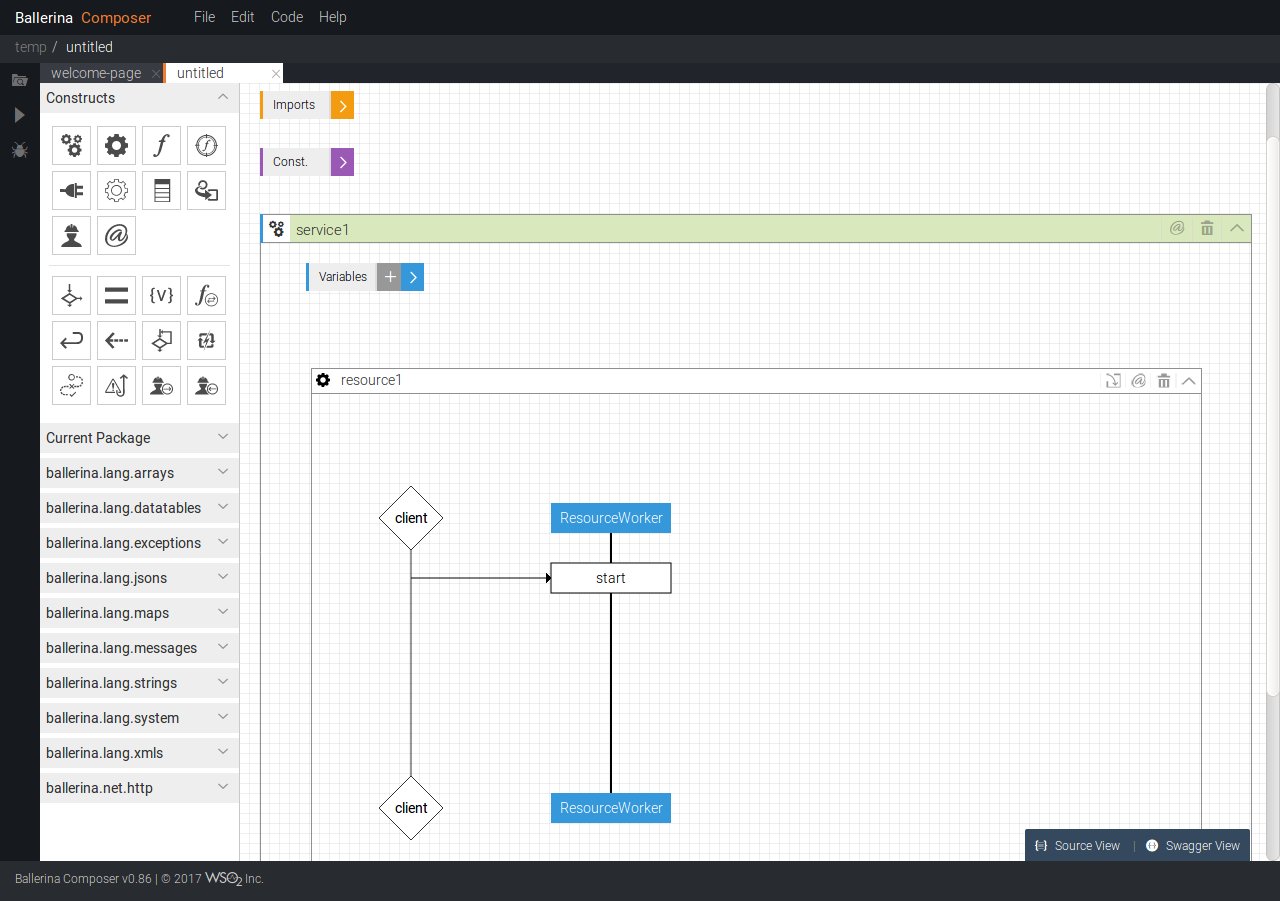 Ballerina Composer File Edit Code Help
temp / untitled
welcome-page untitled
Constructs
f
f
@
{v}
f
Current Package
ballerina.lang.arrays
ballerina.lang.datatables
ballerina.lang.exceptions
ballerina.lang.jsons
ballerina.lang.maps
ballerina.lang.messages
ballerina.lang.strings
ballerina.lang.system
ballerina.lang.xmls
ballerina.net.http
Imports
Const.
service1 @
Variables +
resource1 @
client ResourceWorker
start
client ResourceWorker
Source View | Swagger View
Ballerina Composer v0.86 | © 2017 WSO2 Inc.